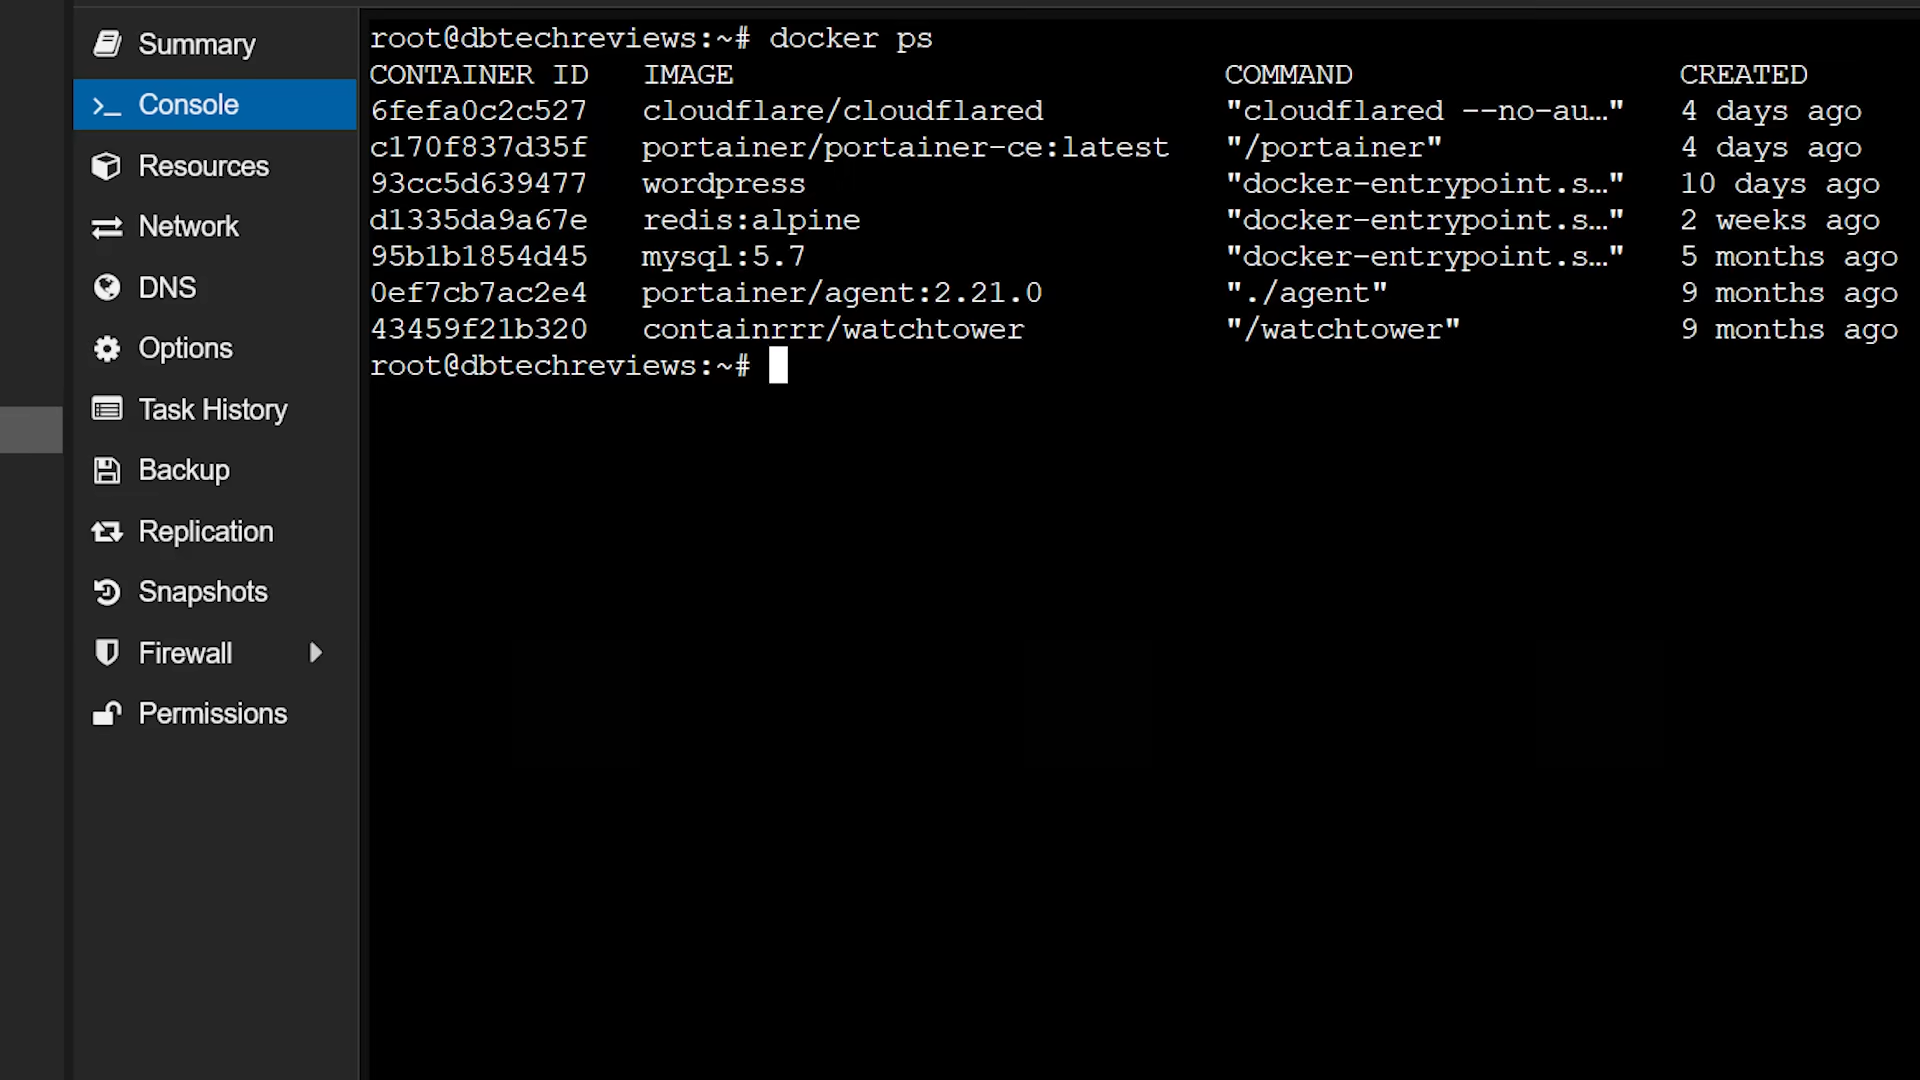 Summary
Console
Resources
Network
DNS
Options
Task History
Backup
Replication
Snapshots
Firewall
Permissions
root@dbtechreviews:~# docker ps
CONTAINER ID   IMAGE                           COMMAND                  CREATED
6fefa0c2c527   cloudflare/cloudflared          "cloudflared --no-au…"   4 days ago
c170f837d35f   portainer/portainer-ce:latest   "/portainer"             4 days ago
93cc5d639477   wordpress                       "docker-entrypoint.s…"   10 days ago
d1335da9a67e   redis:alpine                    "docker-entrypoint.s…"   2 weeks ago
95b1b1854d45   mysql:5.7                       "docker-entrypoint.s…"   5 months ago
0ef7cb7ac2e4   portainer/agent:2.21.0          "./agent"                9 months ago
43459f21b320   containrrr/watchtower           "/watchtower"            9 months ago
root@dbtechreviews:~#